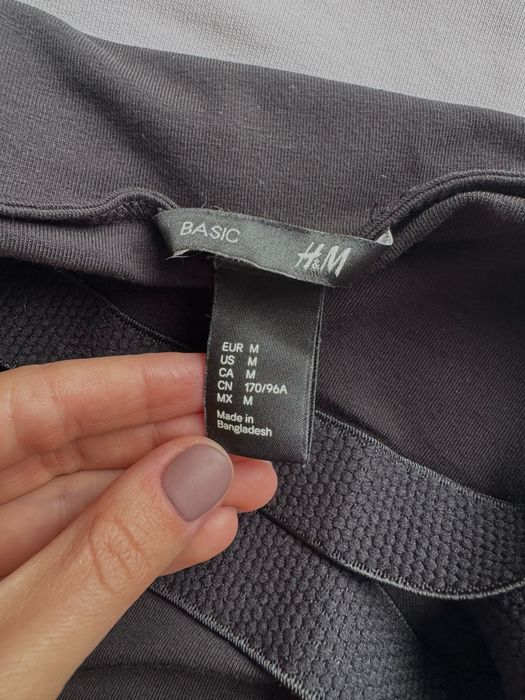 BASIC
H&M
EUR M
US M
CA M
CN 170/96A
MX M
Made in
Bangladesh